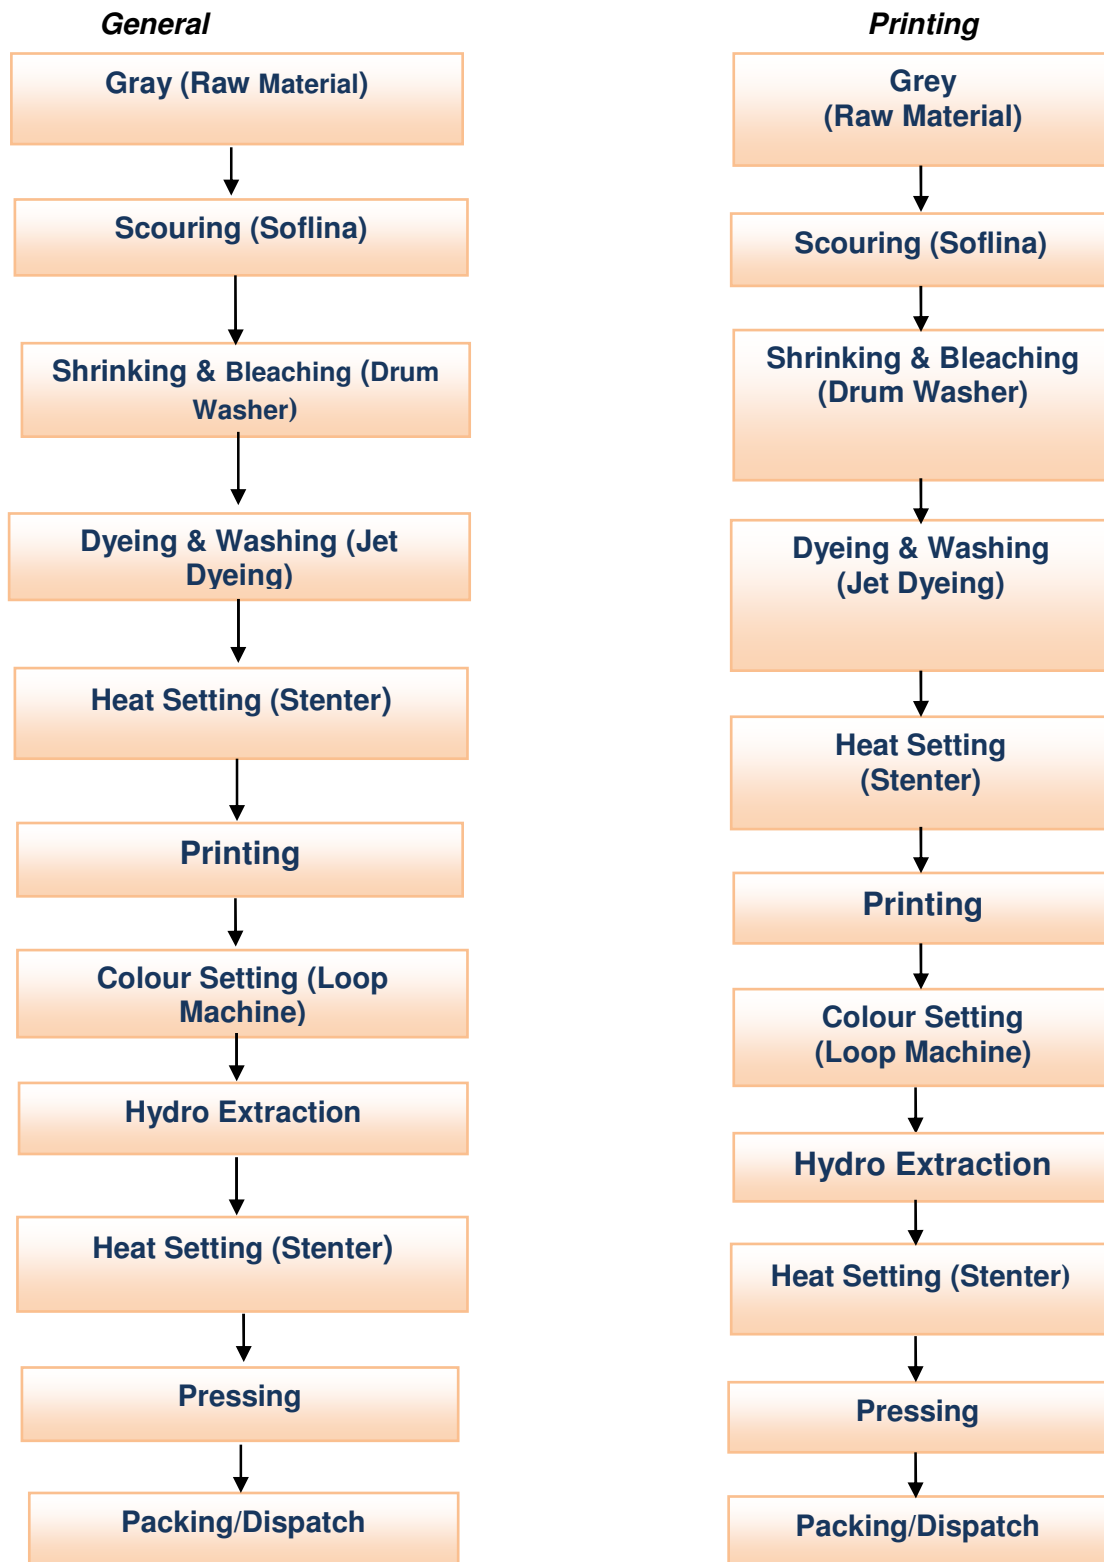 General
Gray (Raw Material)
Scouring (Soflina)
Shrinking & Bleaching (Drum
Washer)
Dyeing & Washing (Jet
Dyeing)
Heat Setting (Stenter)
Printing
Colour Setting (Loop
Machine)
Hydro Extraction
Heat Setting (Stenter)
Pressing
Packing/Dispatch
Printing
Grey
(Raw Material)
Scouring (Soflina)
Shrinking & Bleaching
(Drum Washer)
Dyeing & Washing
(Jet Dyeing)
Heat Setting
(Stenter)
Printing
Colour Setting
(Loop Machine)
Hydro Extraction
Heat Setting (Stenter)
Pressing
Packing/Dispatch